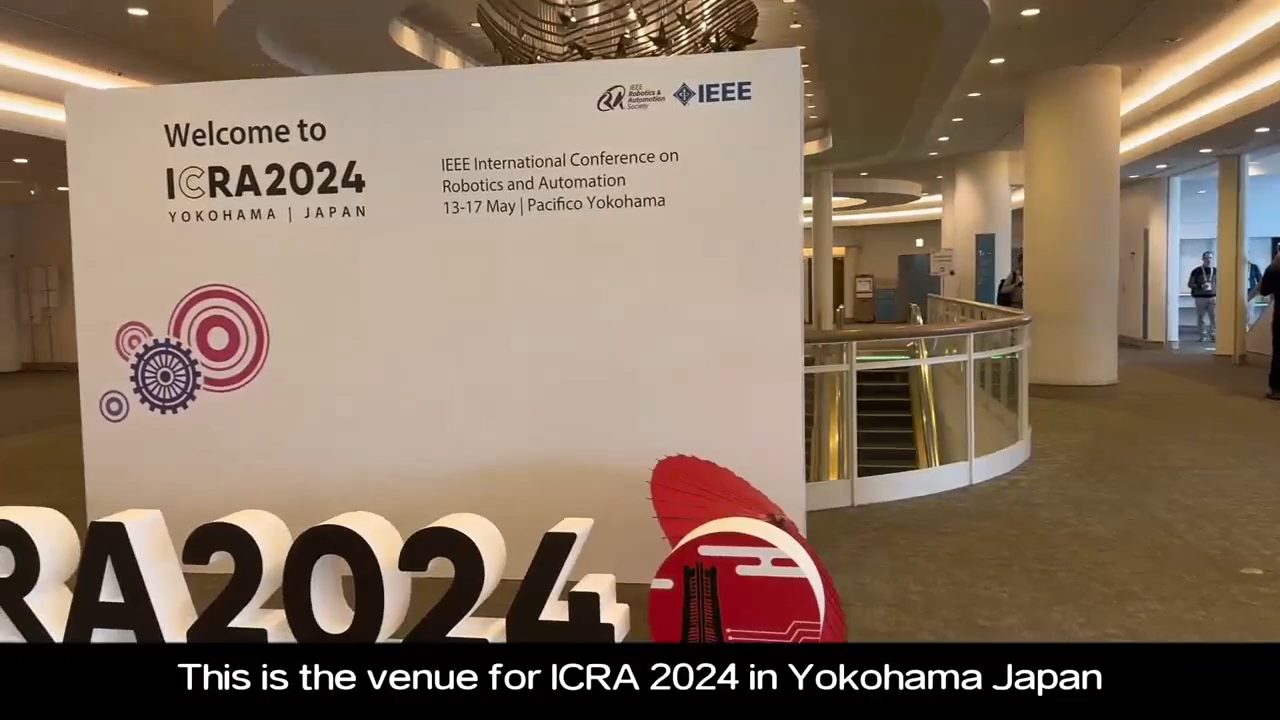 Welcome to
ICRA2024
YOKOHAMA | JAPAN
IEEE
Robotics &
Automation
Society
IEEE
IEEE International Conference on
Robotics and Automation
13-17 May | Pacifico Yokohama
RA2024
This is the venue for ICRA 2024 in Yokohama Japan